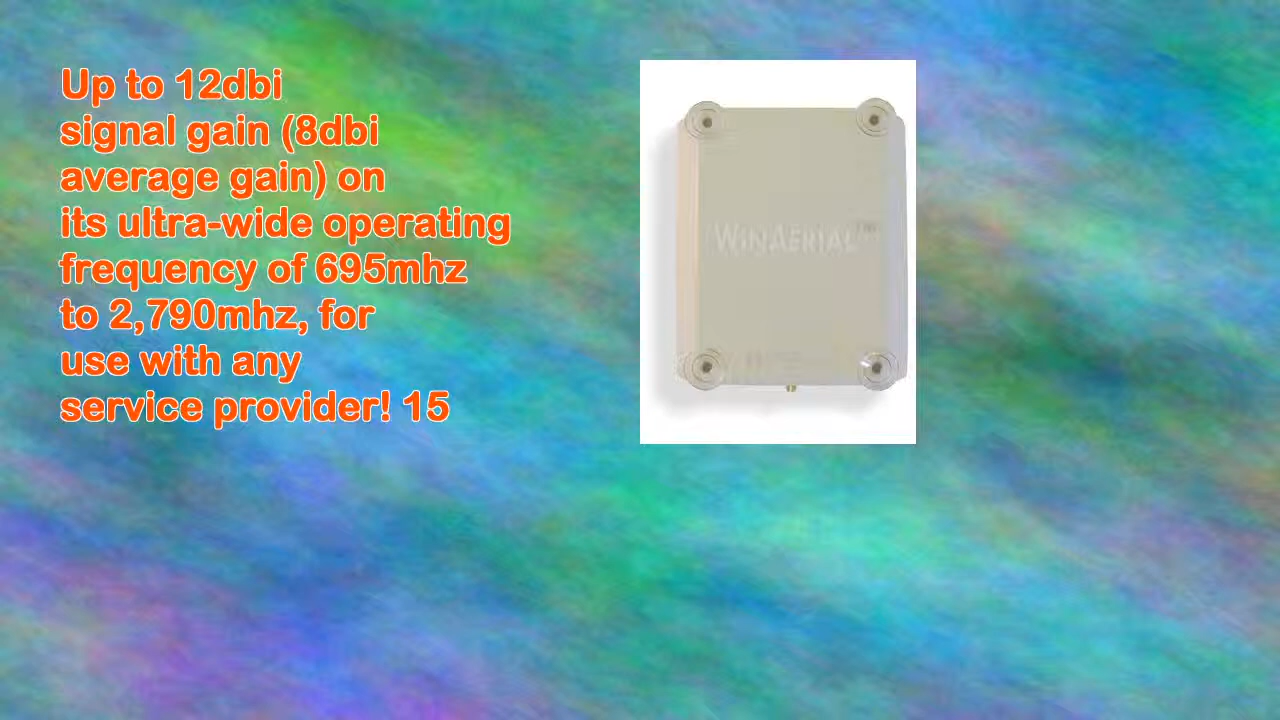 Up to 12dbi
signal gain (8dbi
average gain) on
its ultra-wide operating
frequency of 695mhz
to 2,790mhz, for
use with any
service provider! 15
WINAERIAL